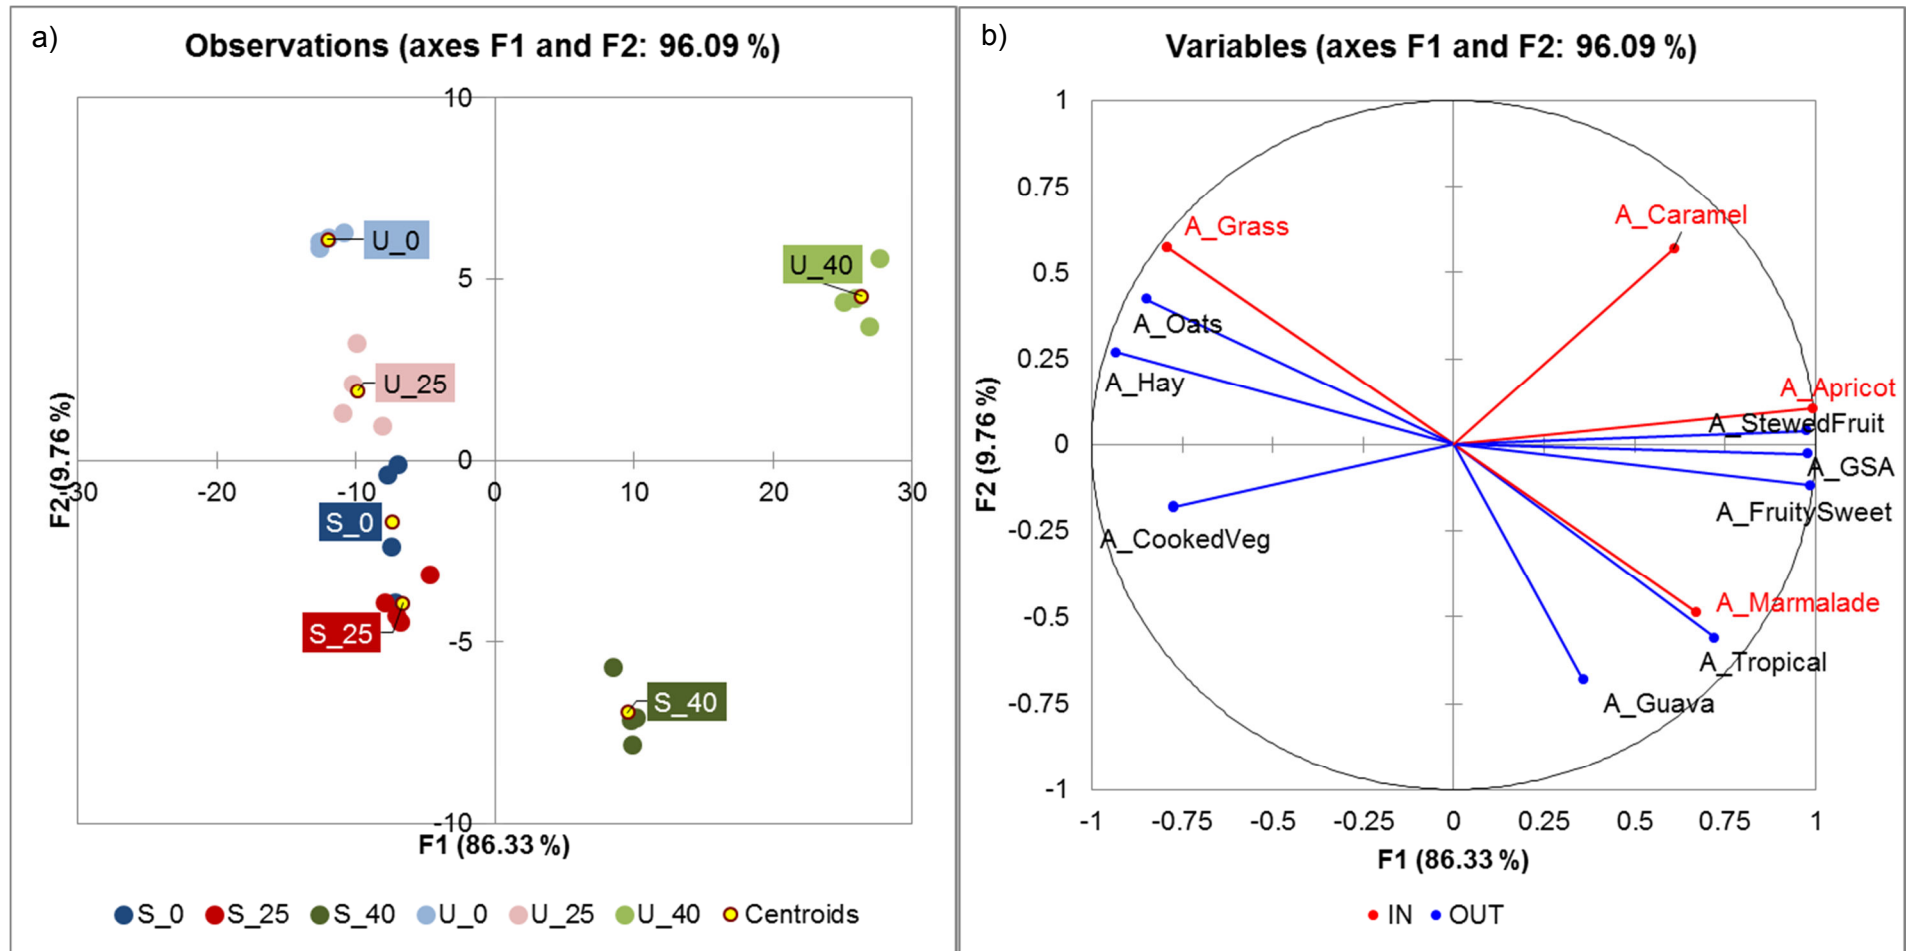 a)
Observations (axes F1 and F2: 96.09 %)
10
U_0
U_40
5
U_25
0
-30
-20
-10
0
10
20
30
S_0
S_25
-5
S_40
-10
F2 (9.76 %)
F1 (86.33 %)
S_0 S_25 S_40 U_0 U_25 U_40 Centroids
b)
Variables (axes F1 and F2: 96.09 %)
1
0.75
A_Grass
A_Caramel
0.5
A_Oats
0.25
A_Hay
A_Apricot
A_StewedFruit
0
A_GSA
A_FruitySweet
-0.25
A_CookedVeg
-0.5
A_Marmalade
A_Tropical
-0.75
A_Guava
-1
-1 -0.75 -0.5 -0.25 0 0.25 0.5 0.75 1
F2 (9.76 %)
F1 (86.33 %)
IN OUT